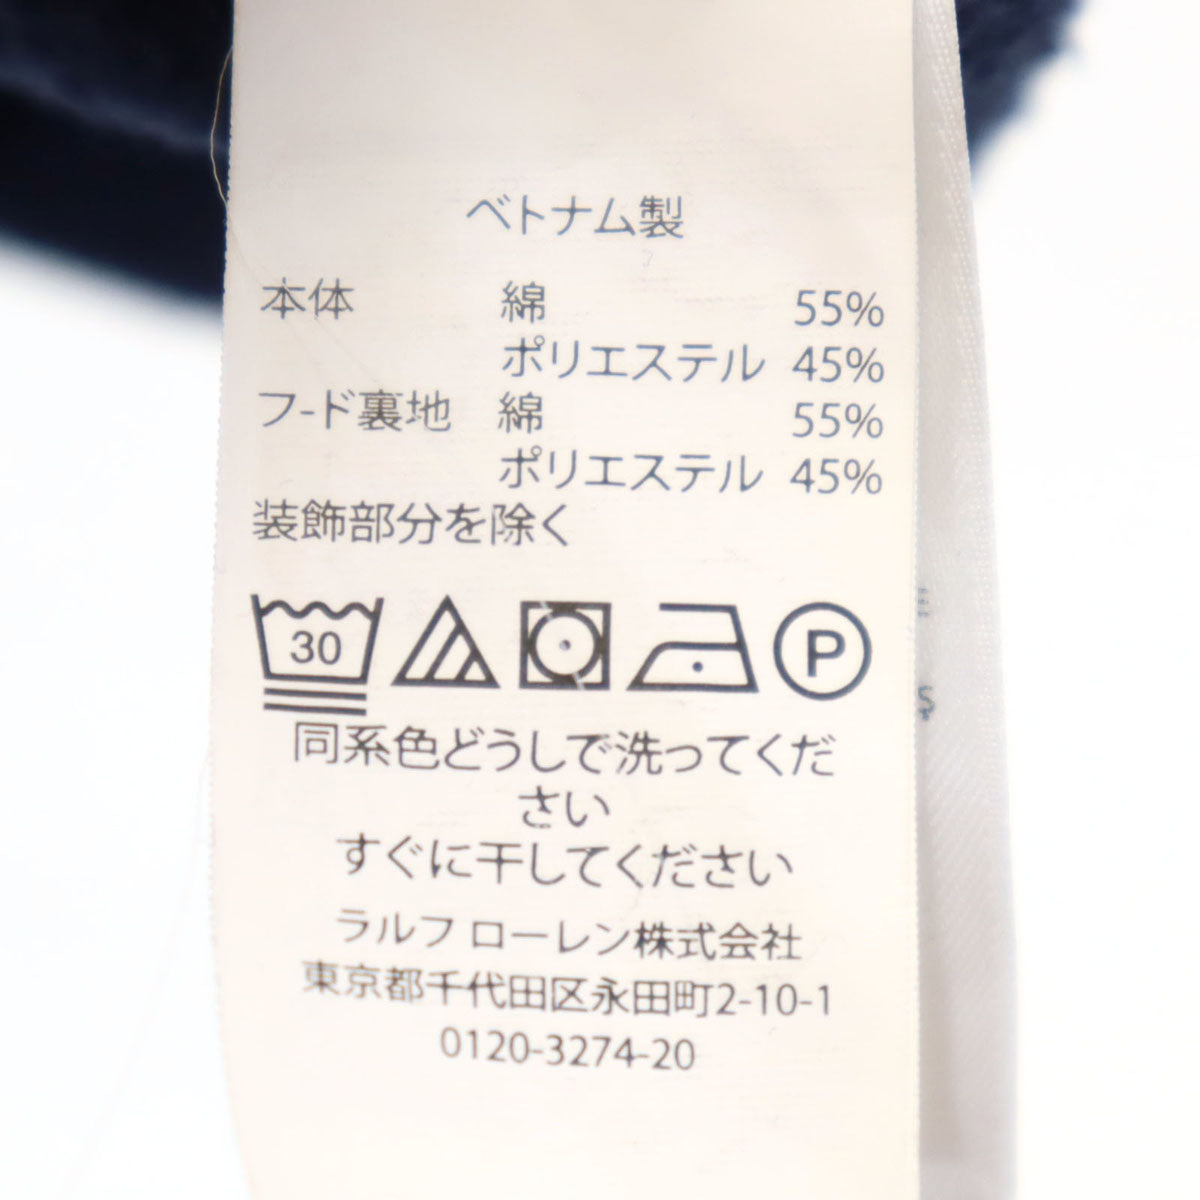 ベトナム製
本体 綿 55%
ポリエステル 45%
フ-ド裏地 綿 55%
ポリエステル 45%
装飾部分を除く
30 P
同系色どうしで洗ってくだ
さい
すぐに干してください
ラルフ ローレン株式会社
東京都千代田区永田町2-10-1
0120-3274-20